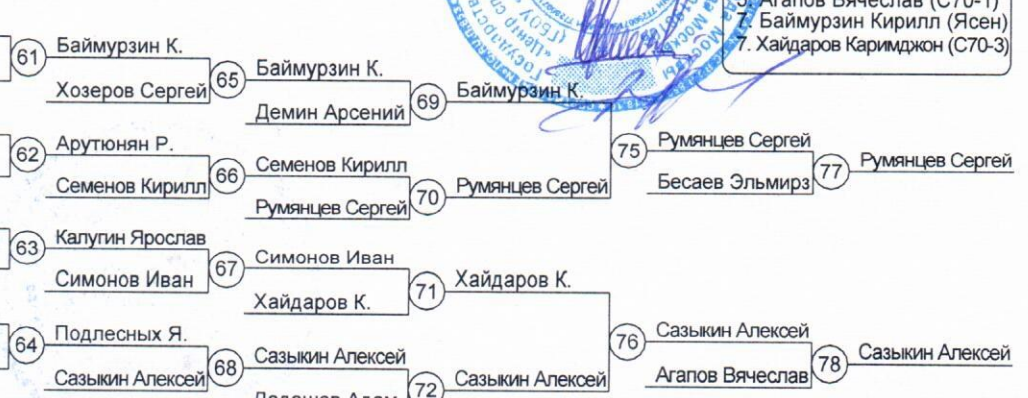 5. Агапов Вячеслав (С70-1)
7. Баймурзин Кирилл (Ясен)
7. Хайдаров Каримджон (С70-3)
61
Баймурзин К.
Хозеров Сергей
65
Баймурзин К.
Демин Арсений
69
Баймурзин К.
62
Арутюнян Р.
Семенов Кирилл
66
Семенов Кирилл
Румянцев Сергей
70
Румянцев Сергей
75
Румянцев Сергей
Бесаев Эльмирз
77
Румянцев Сергей
63
Калугин Ярослав
Симонов Иван
67
Симонов Иван
Хайдаров К.
71
Хайдаров К.
64
Подлесных Я.
Сазыкин Алексей
68
Сазыкин Алексей
72
Сазыкин Алексей
76
Сазыкин Алексей
Агапов Вячеслав
78
Сазыкин Алексей